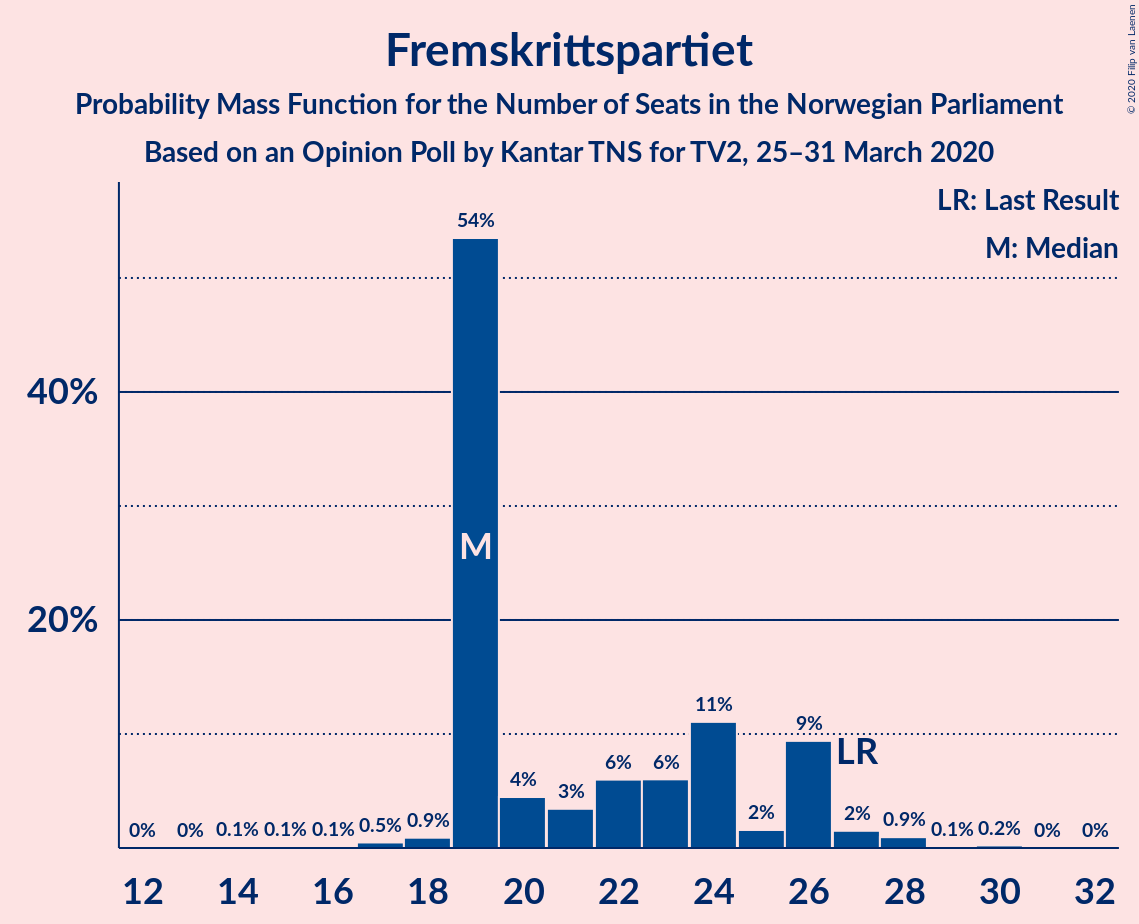 Fremskrittspartiet
Probability Mass Function for the Number of Seats in the Norwegian Parliament
Based on an Opinion Poll by Kantar TNS for TV2, 25–31 March 2020
© 2020 Filip van Laenen
LR: Last Result
M: Median
54%
40%
M
20%
11%
9%
LR
6% 6%
4%
3%
2% 2%
0% 0% 0.1% 0.1% 0.1% 0.5% 0.9% 0.9% 0.1% 0.2% 0% 0%
12 14 16 18 20 22 24 26 28 30 32